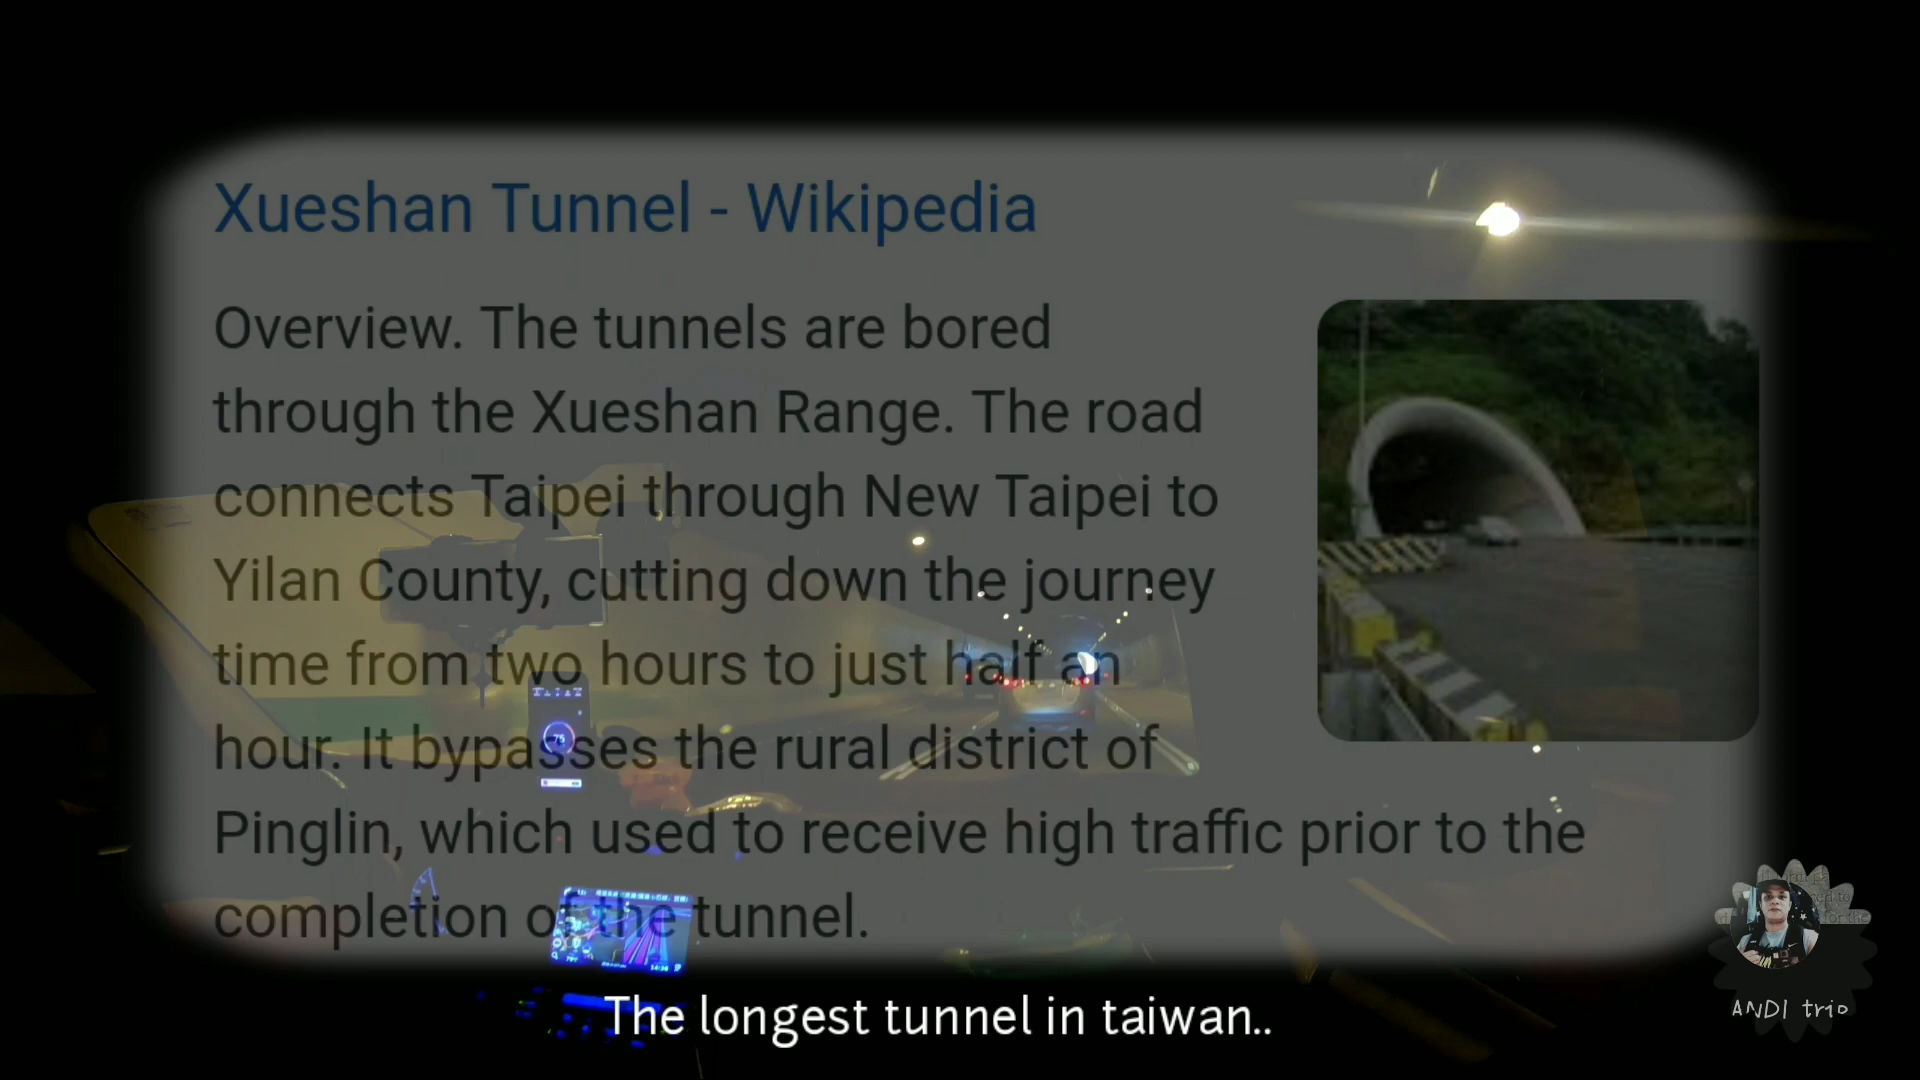 Xueshan Tunnel - Wikipedia
Overview. The tunnels are bored
through the Xueshan Range. The road
connects Taipei through New Taipei to
Yilan County, cutting down the journey
time from two hours to just half an
hour. It bypasses the rural district of
Pinglin, which used to receive high traffic prior to the
completion of the tunnel.
75
The longest tunnel in taiwan..
ANDI trio